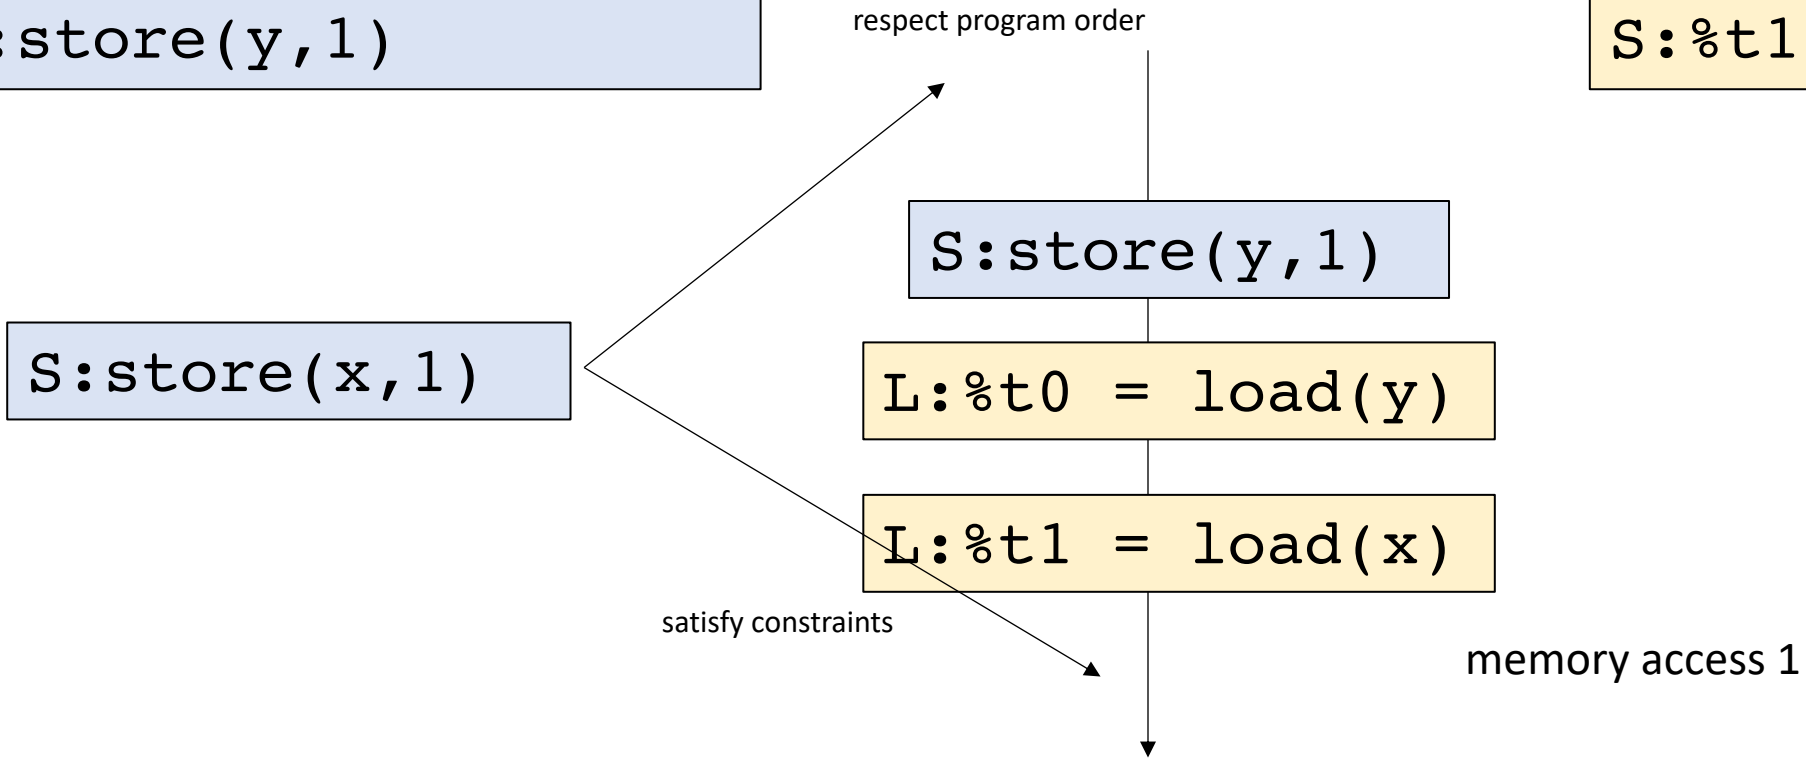 respect program order
:store(y,1)
S:%t1
S:store(y,1)
S:store(x,1)
L:%t0 = load(y)
L:%t1 = load(x)
satisfy constraints
memory access 1